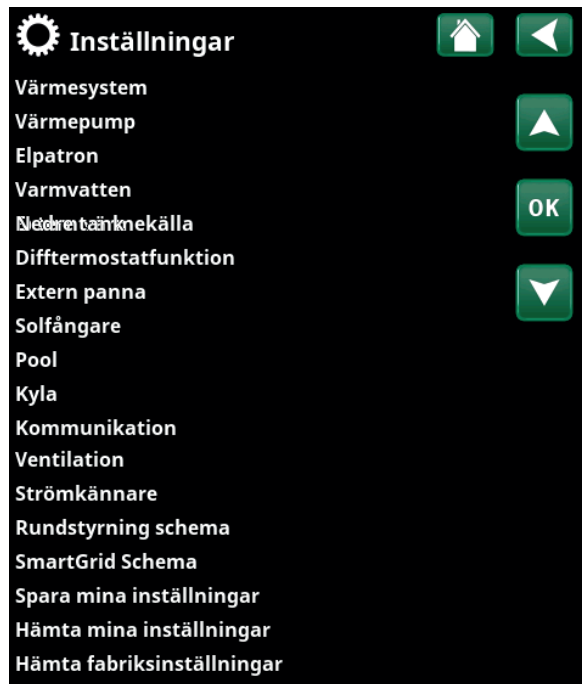 Inställningar
Värmesystem
Värmepump
Elpatron
Varmvatten
OK
Difftermostatfunktion
Extern panna
Solfångare
Pool
Kyla
Kommunikation
Ventilation
Strömkännare
Rundstyrning schema
SmartGrid Schema
Spara mina inställningar
Hämta mina inställningar
Hämta fabriksinställningar